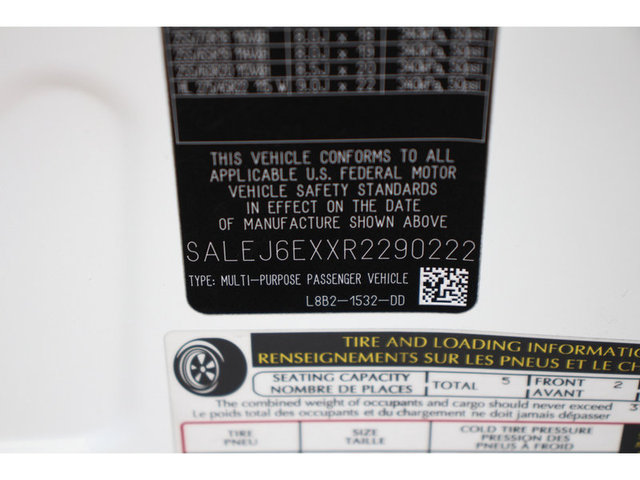 THIS VEHICLE CONFORMS TO ALL
APPLICABLE U.S. FEDERAL MOTOR
VEHICLE SAFETY STANDARDS
IN EFFECT ON THE DATE
OF MANUFACTURE SHOWN ABOVE
SALEJ6EXXR2290222
TYPE: MULTI-PURPOSE PASSENGER VEHICLE
L8B2-1532-DD
TIRE AND LOADING INFORMATIO
RENSEIGNEMENTS SUR LES PNEUS ET LE CH
SEATING CAPACITY
NOMBRE DE PLACES
TOTAL 5
FRONT
AVANT 2
The combined weight of occupants and cargo should never exceed 3
Le poids total des occupants et du chargement ne doit jamais dépasser
TIRE
PNEU
SIZE
TAILLE
COLD TIRE PRESSURE
PRESSION DES
PNEUS À FROID